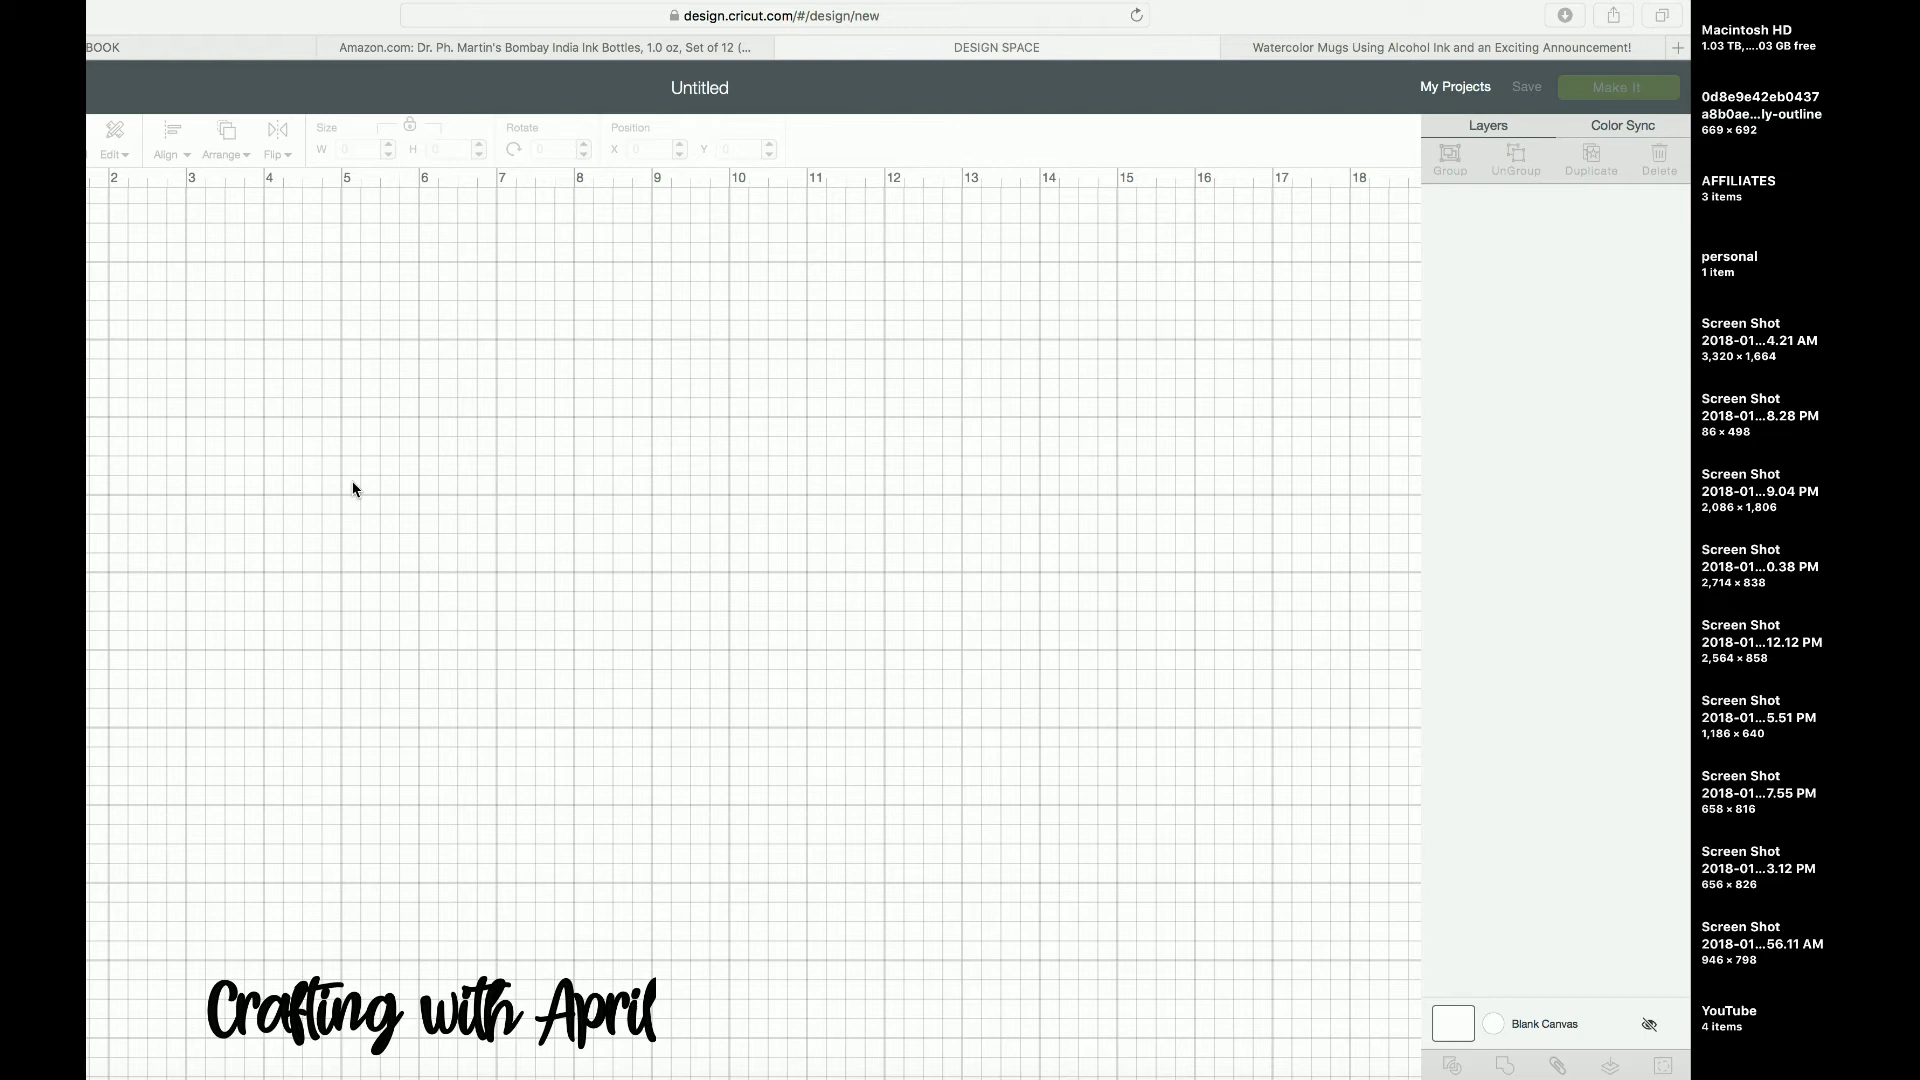 design.cricut.com/#/design/new
BOOK
Amazon.com: Dr. Ph. Martin's Bombay India Ink Bottles, 1.0 oz, Set of 12 (...
DESIGN SPACE
Watercolor Mugs Using Alcohol Ink and an Exciting Announcement!
Untitled
My Projects
Save
Make It
Edit
Align
Arrange
Flip
Size
W 0
H 0
Rotate
0
Position
X 0
Y 0
2 3 4 5 6 7 8 9 10 11 12 13 14 15 16 17 18
Layers
Color Sync
Group
UnGroup
Duplicate
Delete
Blank Canvas
Crafting with April
Macintosh HD
1.03 TB,....03 GB free
0d8e9e42eb0437
a8b0ae...ly-outline
669 × 692
AFFILIATES
3 items
personal
1 item
Screen Shot
2018-01...4.21 AM
3,320 × 1,664
Screen Shot
2018-01...8.28 PM
86 × 498
Screen Shot
2018-01...9.04 PM
2,086 × 1,806
Screen Shot
2018-01...0.38 PM
2,714 × 838
Screen Shot
2018-01...12.12 PM
2,564 × 858
Screen Shot
2018-01...5.51 PM
1,186 × 640
Screen Shot
2018-01...7.55 PM
658 × 816
Screen Shot
2018-01...3.12 PM
656 × 826
Screen Shot
2018-01...56.11 AM
946 × 798
YouTube
4 items